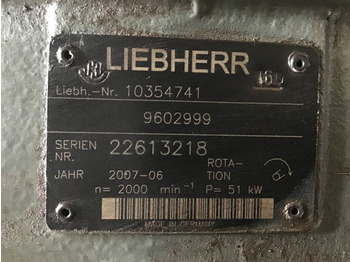 LIEBHERR
Liebh.-Nr. 10354741
9602999
SERIEN NR. 22613218
JAHR 2007-06 ROTA-TION
n= 2000 min⁻¹ P= 51 kW
MADE IN GERMANY